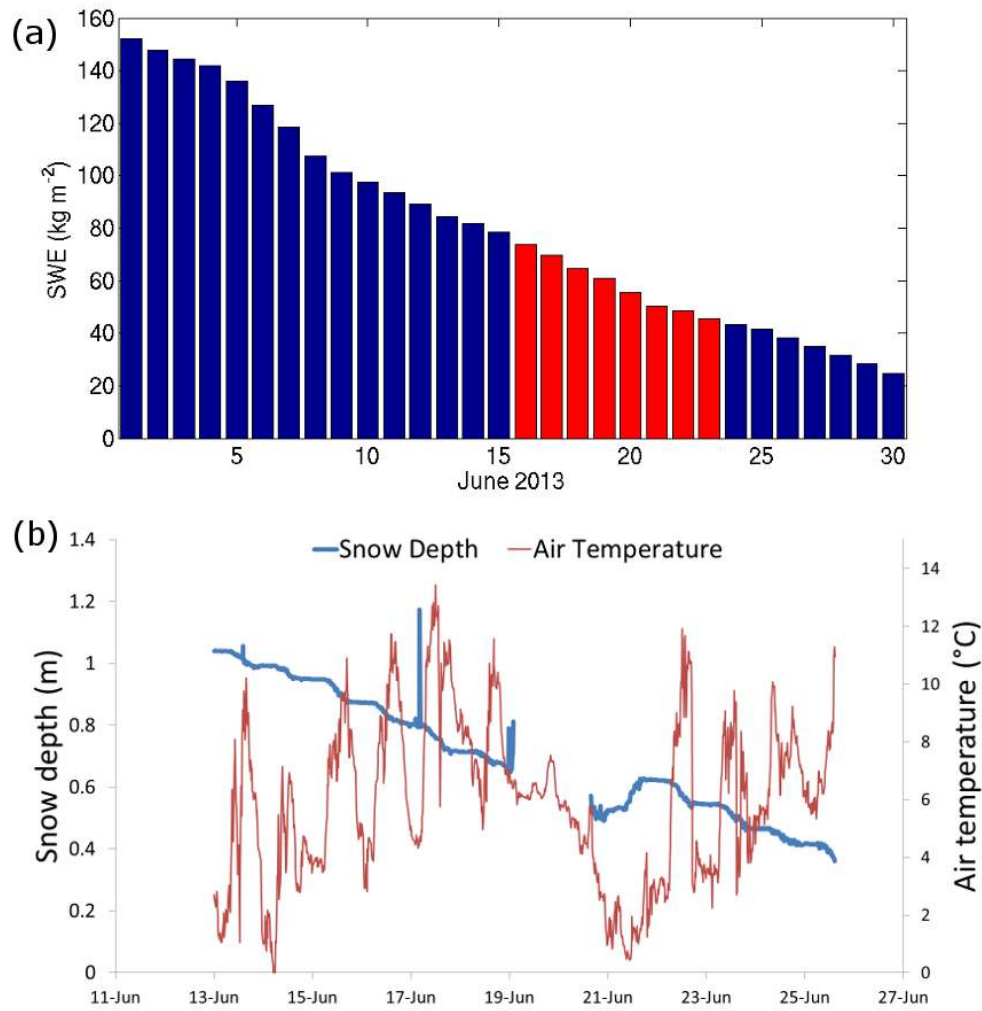 (a)
160
140
120
100
80
60
40
20
0
SWE (kg m-2)
5 10 15 20 25 30
June 2013
(b)
Snow Depth Air Temperature
1.4
1.2
1
0.8
0.6
0.4
0.2
0
Snow depth (m)
14
12
10
8
6
4
2
0
Air temperature (°C)
11-Jun 13-Jun 15-Jun 17-Jun 19-Jun 21-Jun 23-Jun 25-Jun 27-Jun